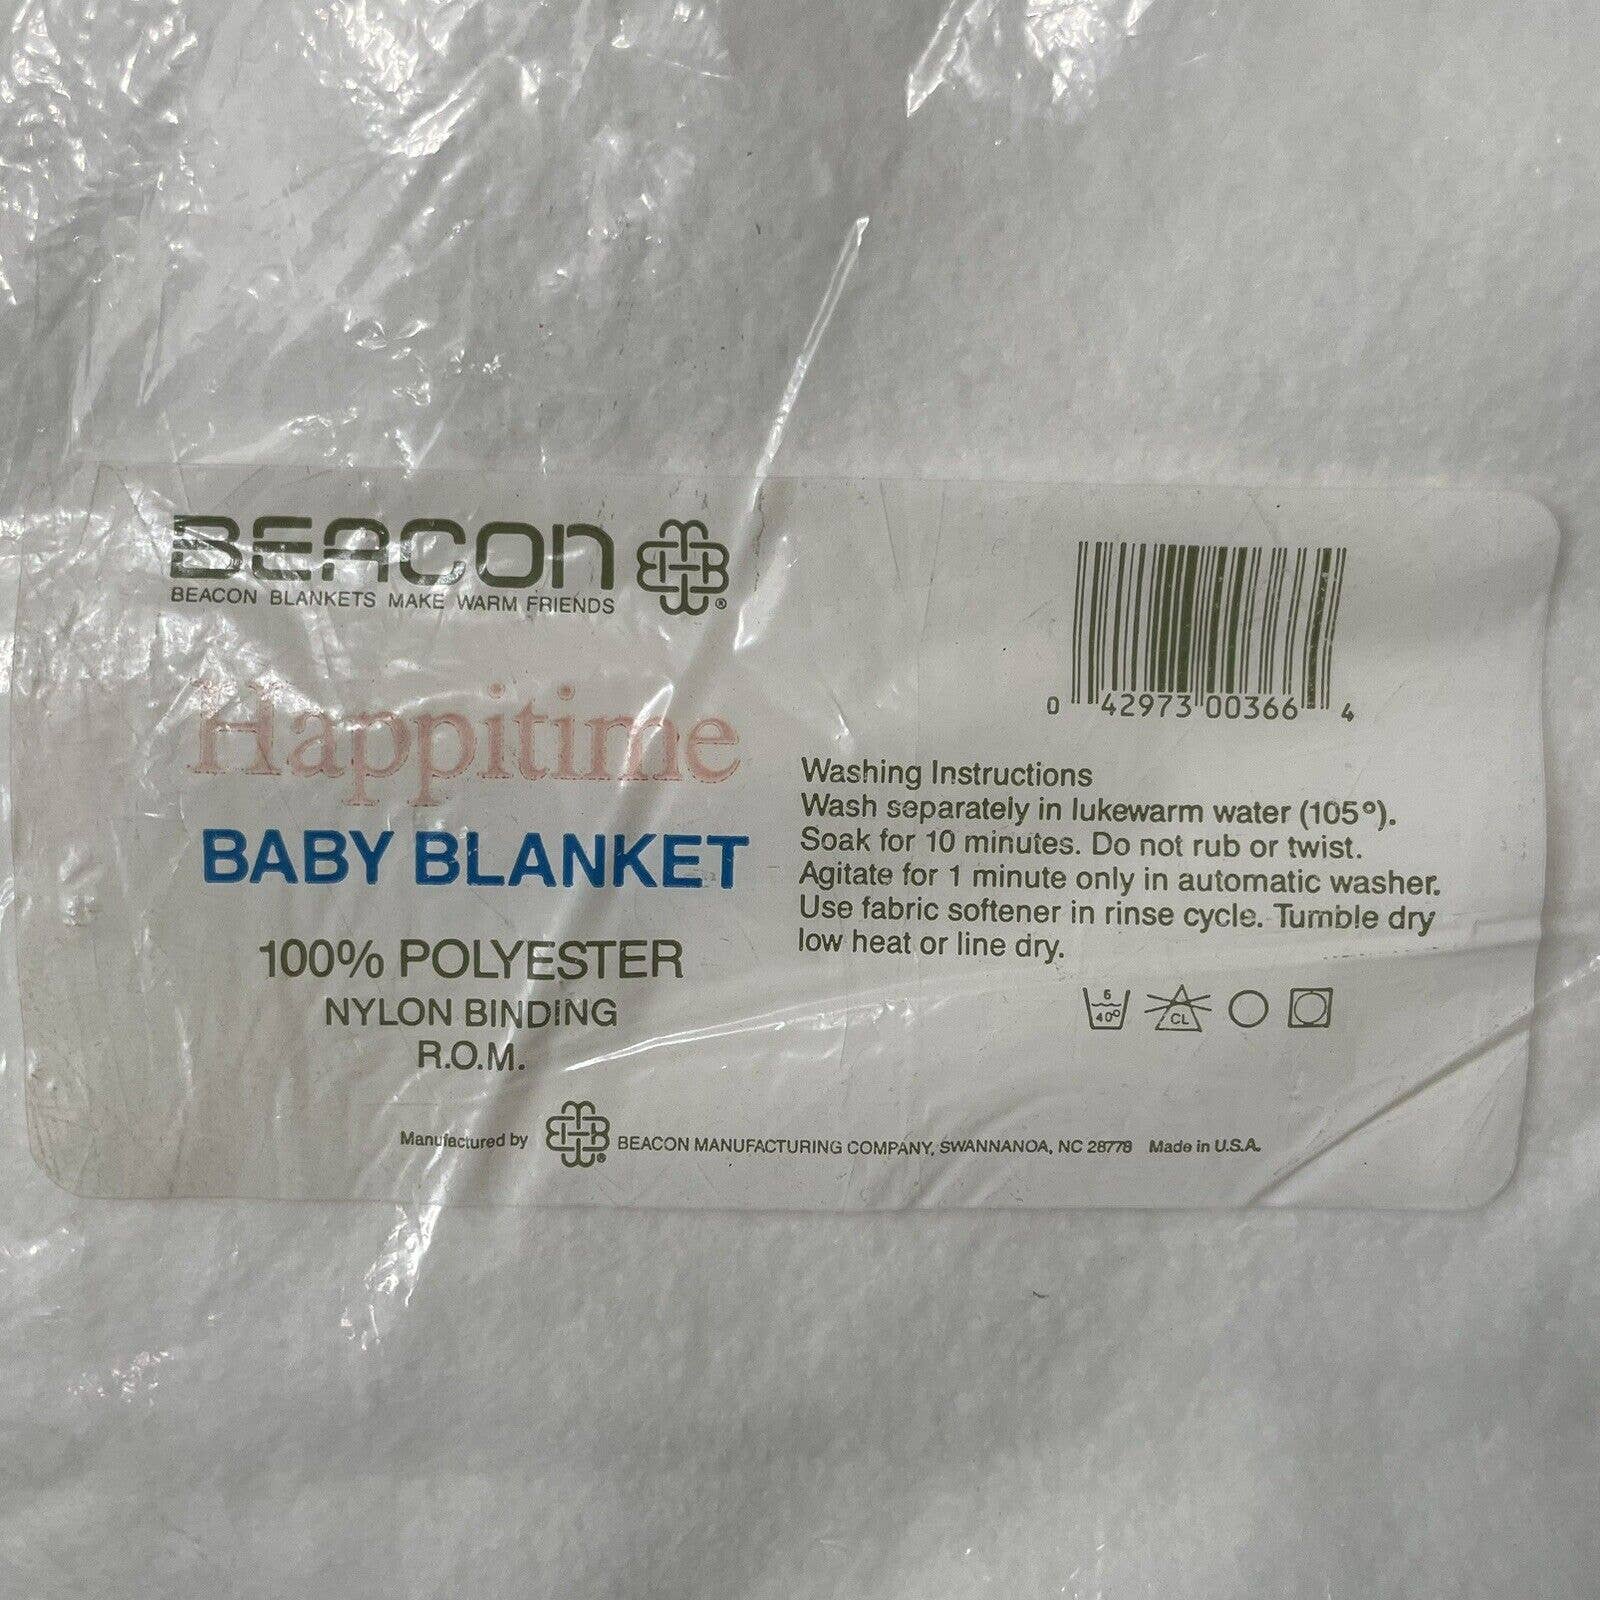 BEACON
BEACON BLANKETS MAKE WARM FRIENDS
®
Happitime
BABY BLANKET
100% POLYESTER
NYLON BINDING
R.O.M.
0 42973 00366 4
Washing Instructions
Wash separately in lukewarm water (105°).
Soak for 10 minutes. Do not rub or twist.
Agitate for 1 minute only in automatic washer.
Use fabric softener in rinse cycle. Tumble dry
low heat or line dry.
5
40° CL
Manufactured by ® BEACON MANUFACTURING COMPANY, SWANNANOA, NC 28778 Made in U.S.A.